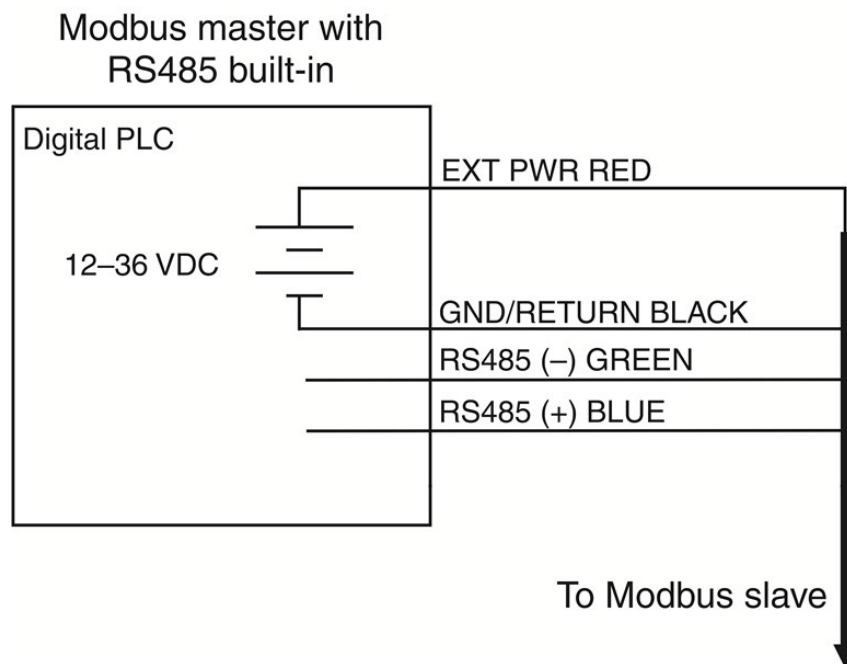 Modbus master with
RS485 built-in
Digital PLC
EXT PWR RED
12–36 VDC
GND/RETURN BLACK
RS485 (–) GREEN
RS485 (+) BLUE
To Modbus slave